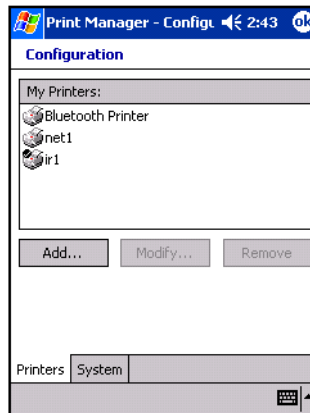 Print Manager - Configu 2:43 ok
Configuration
My Printers:
Bluetooth Printer
net1
ir1
Add... Modify... Remove
Printers System